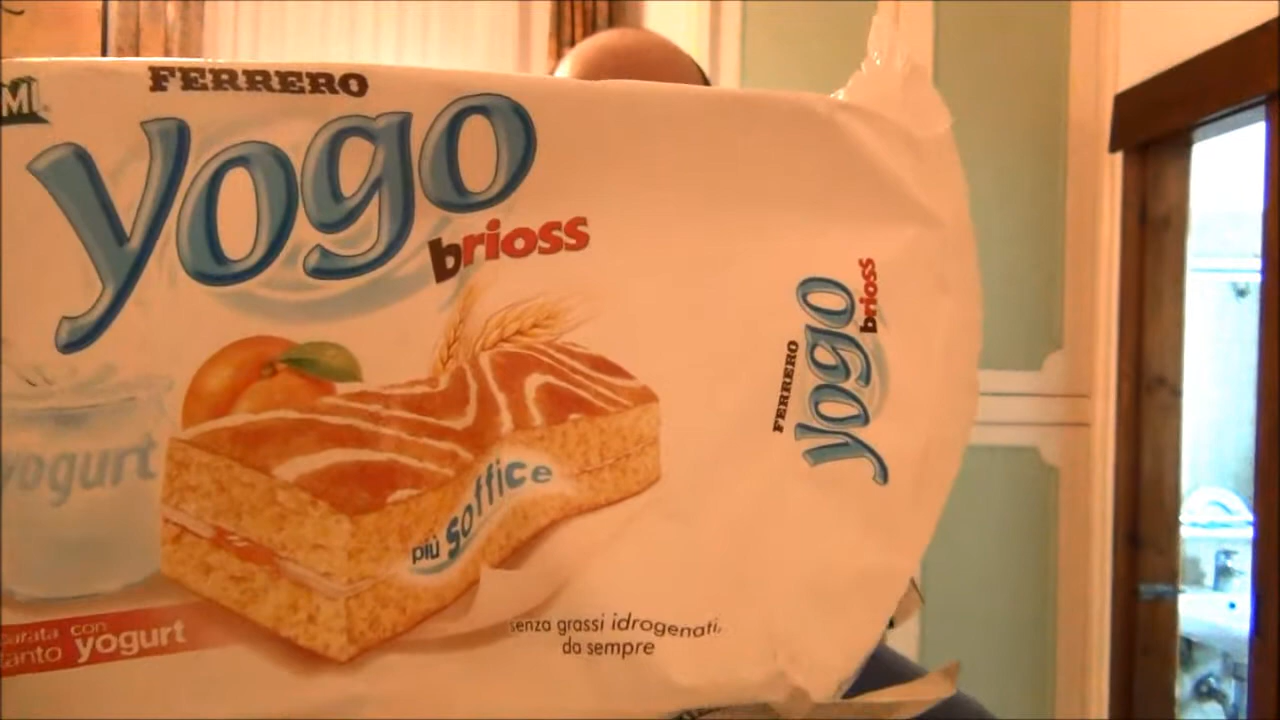 FERRERO
yogo
brioss
yogurt
più soffice
con
yogurt
senza grassi idrogenati,
da sempre
FERRERO
yogo
brioss